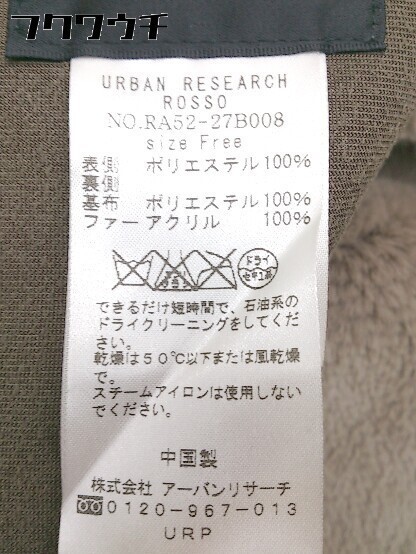 フクワウチ
URBAN RESEARCH
ROSSO
NO.RA52-27B008
size Free
表側 ポリエステル100%
裏側
基布 ポリエステル100%
ファーアクリル 100%
ドライ
セキユ系
できるだけ短時間で、石油系の
ドライクリーニングをしてくだ
さい。
乾燥は50℃以下または風乾燥
で。
スチームアイロンは使用しない
でください。
中国製
株式会社 アーバンリサーチ
0120-967-013
URP